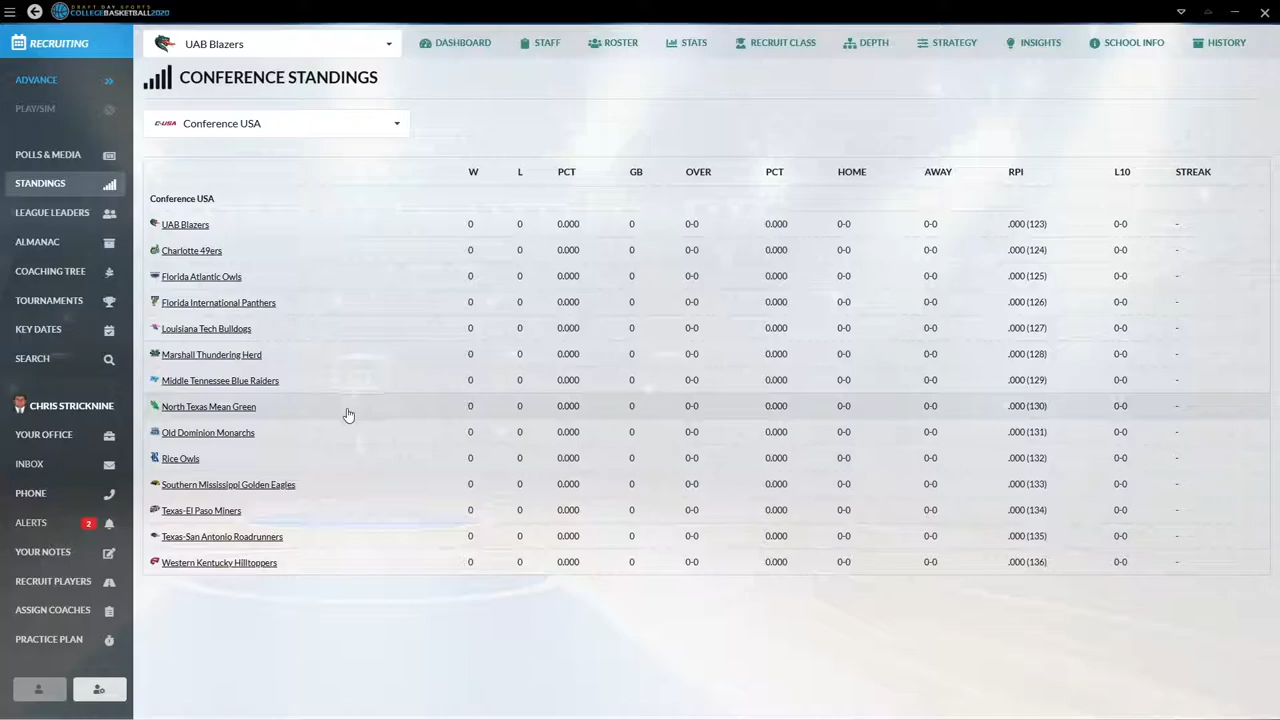 DRAFT DAY SPORTS
COLLEGE BASKETBALL 2020
RECRUITING
UAB Blazers
DASHBOARD STAFF ROSTER STATS RECRUIT CLASS DEPTH STRATEGY INSIGHTS SCHOOL INFO HISTORY
ADVANCE
PLAY/SIM
POLLS & MEDIA
STANDINGS
LEAGUE LEADERS
ALMANAC
COACHING TREE
TOURNAMENTS
KEY DATES
SEARCH
CHRIS STRICKNINE
YOUR OFFICE
INBOX
PHONE
ALERTS 2
YOUR NOTES
RECRUIT PLAYERS
ASSIGN COACHES
PRACTICE PLAN
CONFERENCE STANDINGS
C-USA Conference USA
W L PCT GB OVER PCT HOME AWAY RPI L10 STREAK
Conference USA
UAB Blazers 0 0 0.000 0 0-0 0.000 0-0 0-0 .000 (123) 0-0 -
Charlotte 49ers 0 0 0.000 0 0-0 0.000 0-0 0-0 .000 (124) 0-0 -
Florida Atlantic Owls 0 0 0.000 0 0-0 0.000 0-0 0-0 .000 (125) 0-0 -
Florida International Panthers 0 0 0.000 0 0-0 0.000 0-0 0-0 .000 (126) 0-0 -
Louisiana Tech Bulldogs 0 0 0.000 0 0-0 0.000 0-0 0-0 .000 (127) 0-0 -
Marshall Thundering Herd 0 0 0.000 0 0-0 0.000 0-0 0-0 .000 (128) 0-0 -
Middle Tennessee Blue Raiders 0 0 0.000 0 0-0 0.000 0-0 0-0 .000 (129) 0-0 -
North Texas Mean Green 0 0 0.000 0 0-0 0.000 0-0 0-0 .000 (130) 0-0 -
Old Dominion Monarchs 0 0 0.000 0 0-0 0.000 0-0 0-0 .000 (131) 0-0 -
Rice Owls 0 0 0.000 0 0-0 0.000 0-0 0-0 .000 (132) 0-0 -
Southern Mississippi Golden Eagles 0 0 0.000 0 0-0 0.000 0-0 0-0 .000 (133) 0-0 -
Texas-El Paso Miners 0 0 0.000 0 0-0 0.000 0-0 0-0 .000 (134) 0-0 -
Texas-San Antonio Roadrunners 0 0 0.000 0 0-0 0.000 0-0 0-0 .000 (135) 0-0 -
Western Kentucky Hilltoppers 0 0 0.000 0 0-0 0.000 0-0 0-0 .000 (136) 0-0 -